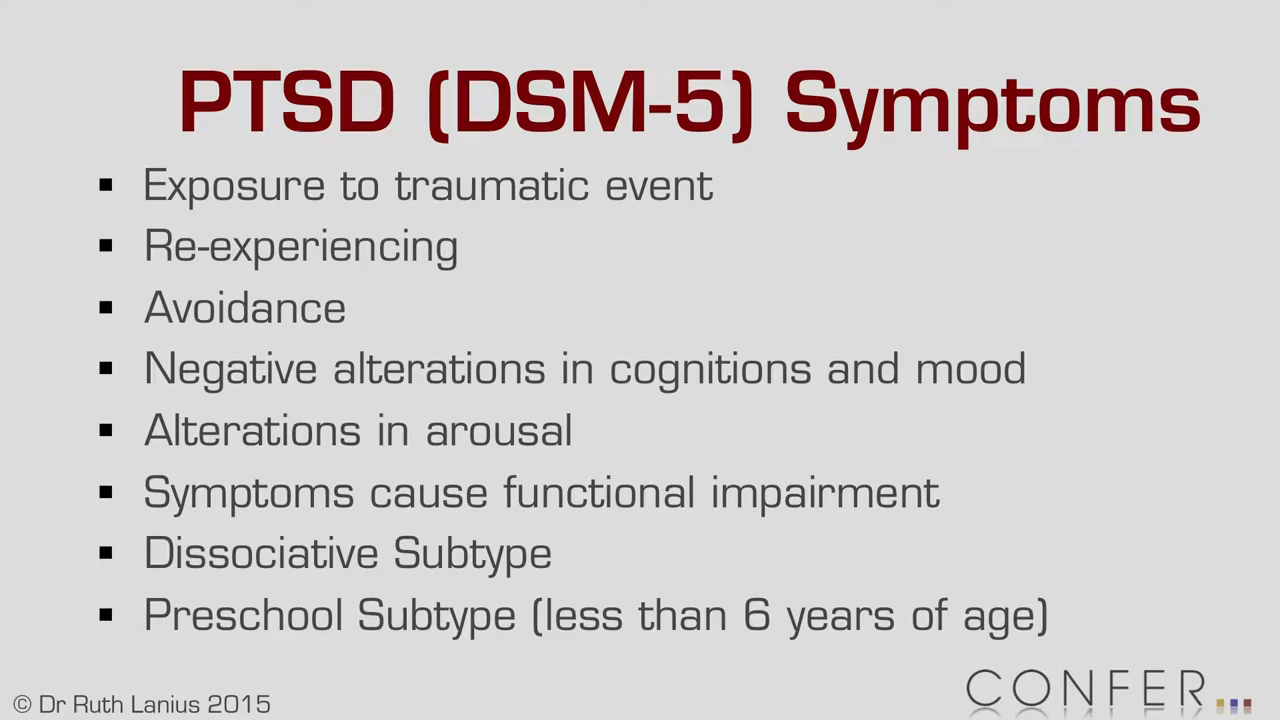 PTSD (DSM-5) Symptoms
▪ Exposure to traumatic event
▪ Re-experiencing
▪ Avoidance
▪ Negative alterations in cognitions and mood
▪ Alterations in arousal
▪ Symptoms cause functional impairment
▪ Dissociative Subtype
▪ Preschool Subtype (less than 6 years of age)
© Dr Ruth Lanius 2015
CONFER...